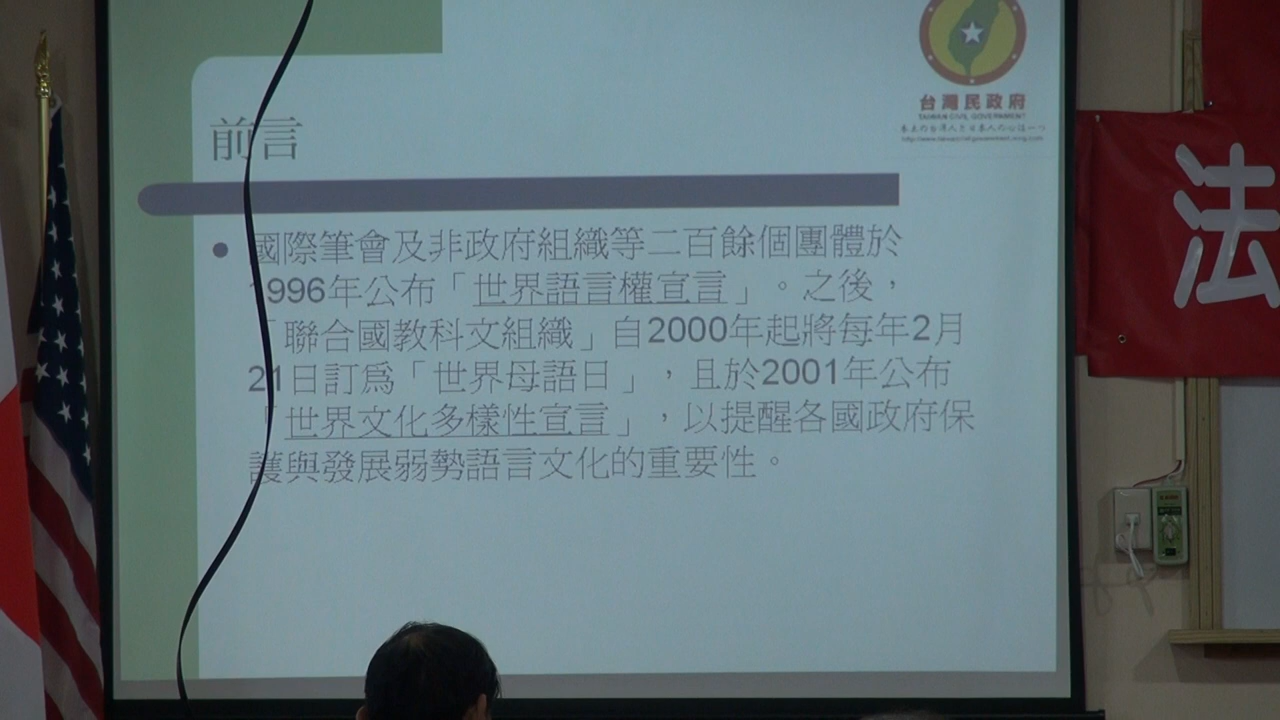 前言
國際筆會及非政府組織等二百餘個團體於
1996年公布「世界語言權宣言」。之後，
「聯合國教科文組織」自2000年起將每年2月
21日訂為「世界母語日」，且於2001年公布
「世界文化多樣性宣言」，以提醒各國政府保
護與發展弱勢語言文化的重要性。
台灣民政府
TAIWAN CIVIL GOVERNMENT
法